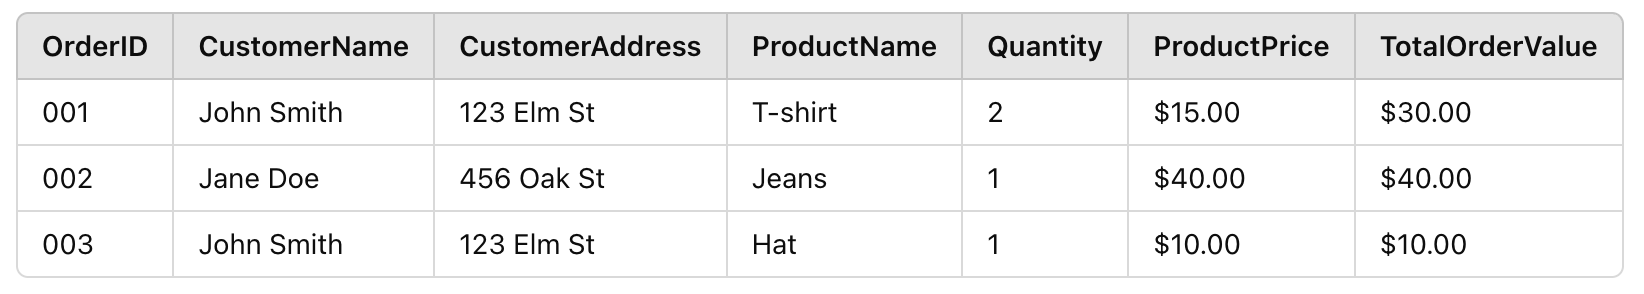 OrderID CustomerName CustomerAddress ProductName Quantity ProductPrice TotalOrderValue
001 John Smith 123 Elm St T-shirt 2 $15.00 $30.00
002 Jane Doe 456 Oak St Jeans 1 $40.00 $40.00
003 John Smith 123 Elm St Hat 1 $10.00 $10.00